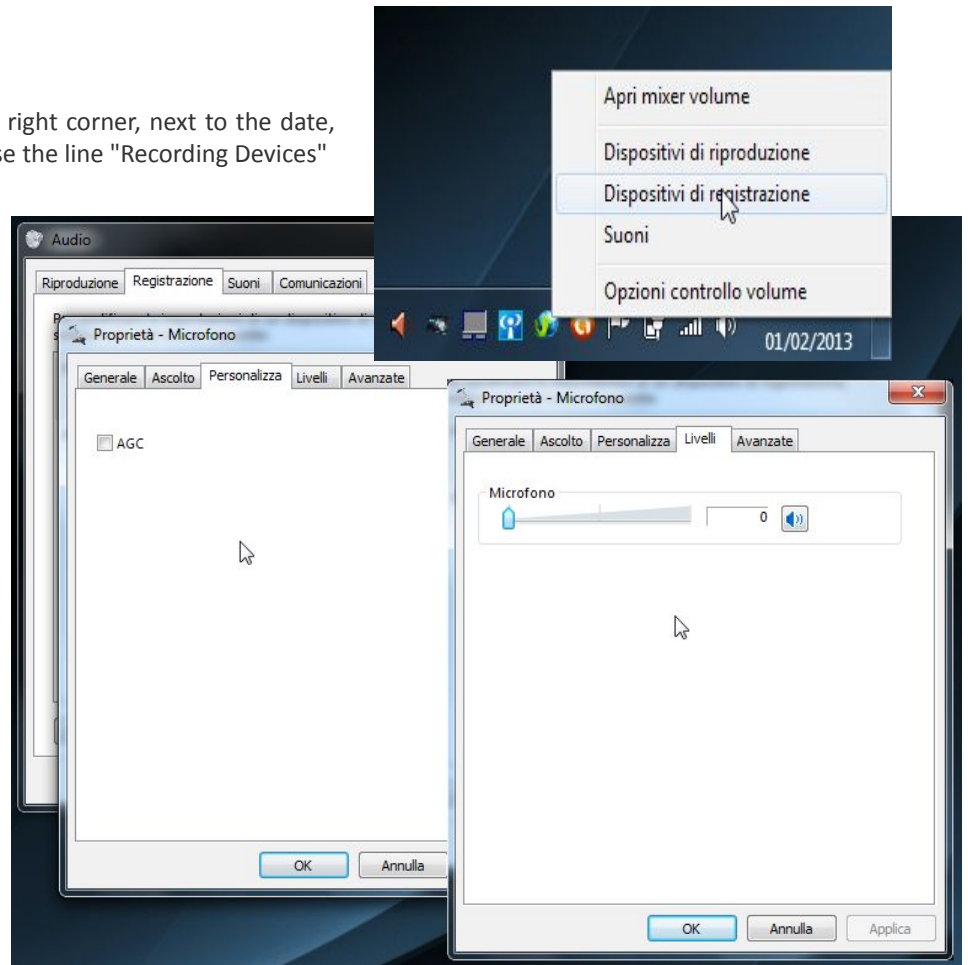 right corner, next to the date,
se the line "Recording Devices"
Apri mixer volume
Dispositivi di riproduzione
Dispositivi di registrazione
Suoni
Opzioni controllo volume
01/02/2013
Audio
Riproduzione Registrazione Suoni Comunicazioni
Proprietà - Microfono
Generale Ascolto Personalizza Livelli Avanzate
AGC
OK Annulla
Proprietà - Microfono
Generale Ascolto Personalizza Livelli Avanzate
Microfono
0
OK Annulla Applica